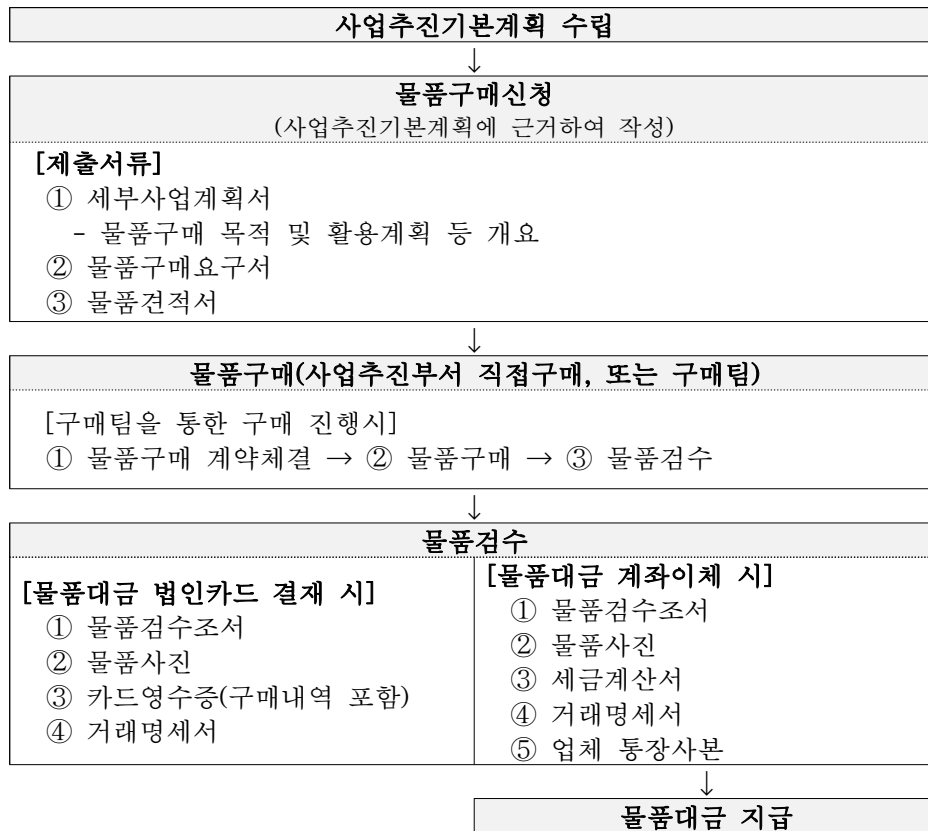 사업추진기본계획 수립
↓
물품구매신청
(사업추진기본계획에 근거하여 작성)
[제출서류]
① 세부사업계획서
- 물품구매 목적 및 활용계획 등 개요
② 물품구매요구서
③ 물품견적서
↓
물품구매(사업추진부서 직접구매, 또는 구매팀)
[구매팀을 통한 구매 진행시]
① 물품구매 계약체결 → ② 물품구매 → ③ 물품검수
↓
물품검수
[물품대금 법인카드 결재 시]
① 물품검수조서
② 물품사진
③ 카드영수증(구매내역 포함)
④ 거래명세서
[물품대금 계좌이체 시]
① 물품검수조서
② 물품사진
③ 세금계산서
④ 거래명세서
⑤ 업체 통장사본
↓
물품대금 지급